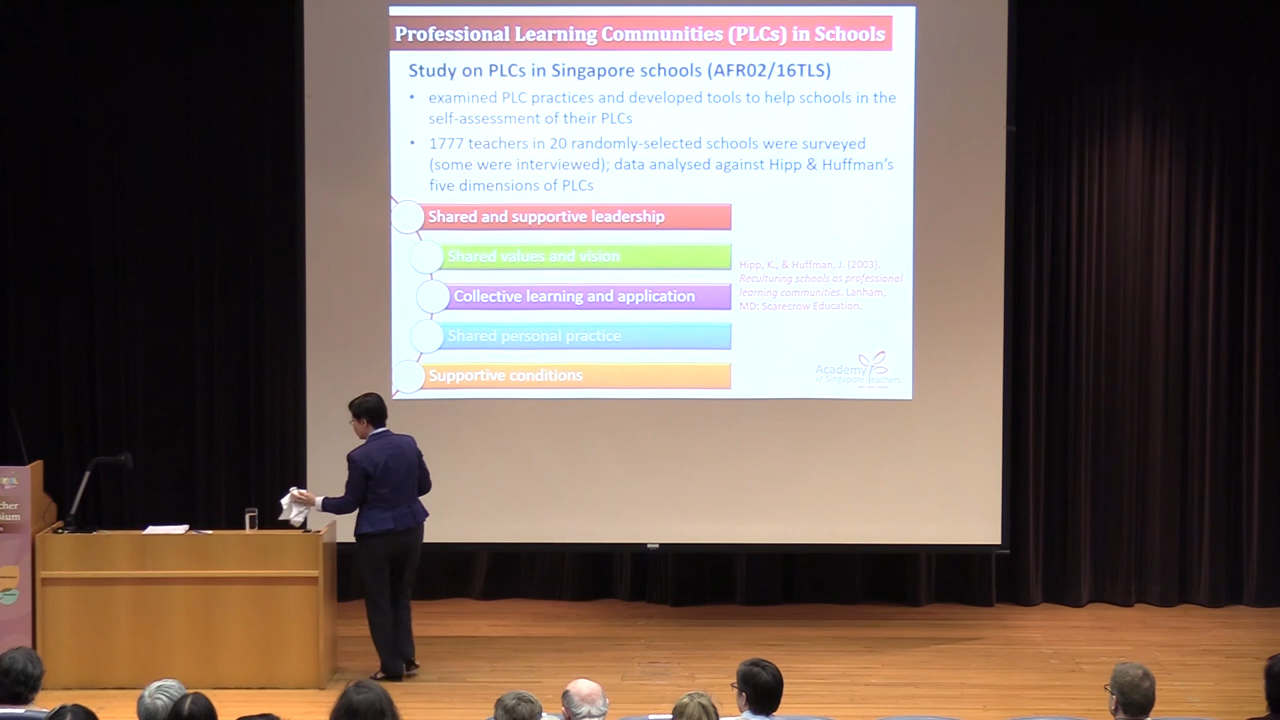 Professional Learning Communities (PLCs) in Schools
Study on PLCs in Singapore schools (AFR02/16TLS)
• examined PLC practices and developed tools to help schools in the
self-assessment of their PLCs
• 1777 teachers in 20 randomly-selected schools were surveyed
(some were interviewed); data analysed against Hipp & Huffman's
five dimensions of PLCs
Shared and supportive leadership
Shared values and vision
Collective learning and application
Shared personal practice
Supportive conditions
Hipp, K., & Huffman, J. (2003).
Reculturing schools as professional
learning communities. Lanham,
MD: Scarecrow Education.
Academy
of Singapore Teachers
cher
sium